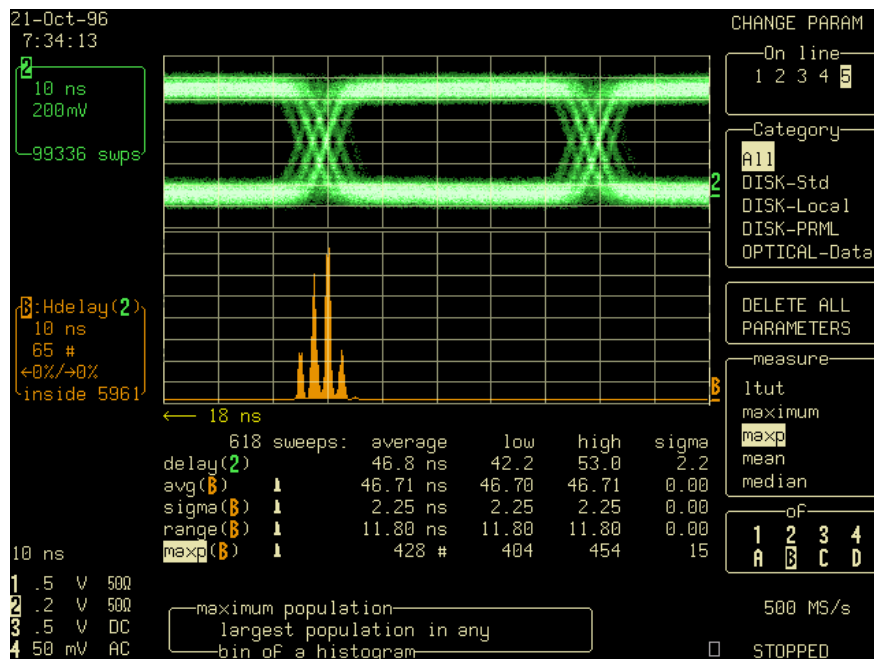 21-Oct-96
7:34:13
2
10 ns
200mV
99336 swps
2
B:Hdelay(2)
10 ns
65 #
←0%/→0%
inside 5961
B
← 18 ns
618 sweeps: average low high sigma
delay(2) 46.8 ns 42.2 53.0 2.2
avg(B) 46.71 ns 46.70 46.71 0.00
sigma(B) 2.25 ns 2.25 2.25 0.00
range(B) 11.80 ns 11.80 11.80 0.00
maxp(B) 428 # 404 454 15
10 ns
1 .5 V 50Ω
2 .2 V 50Ω
3 .5 V DC
4 50 mV AC
maximum population
largest population in any
bin of a histogram
CHANGE PARAM
On line
1 2 3 4 5
Category
All
DISK-Std
DISK-Local
DISK-PRML
OPTICAL-Data
DELETE ALL
PARAMETERS
measure
ltut
maximum
maxp
mean
median
of
1 2 3 4
A B C D
500 MS/s
STOPPED